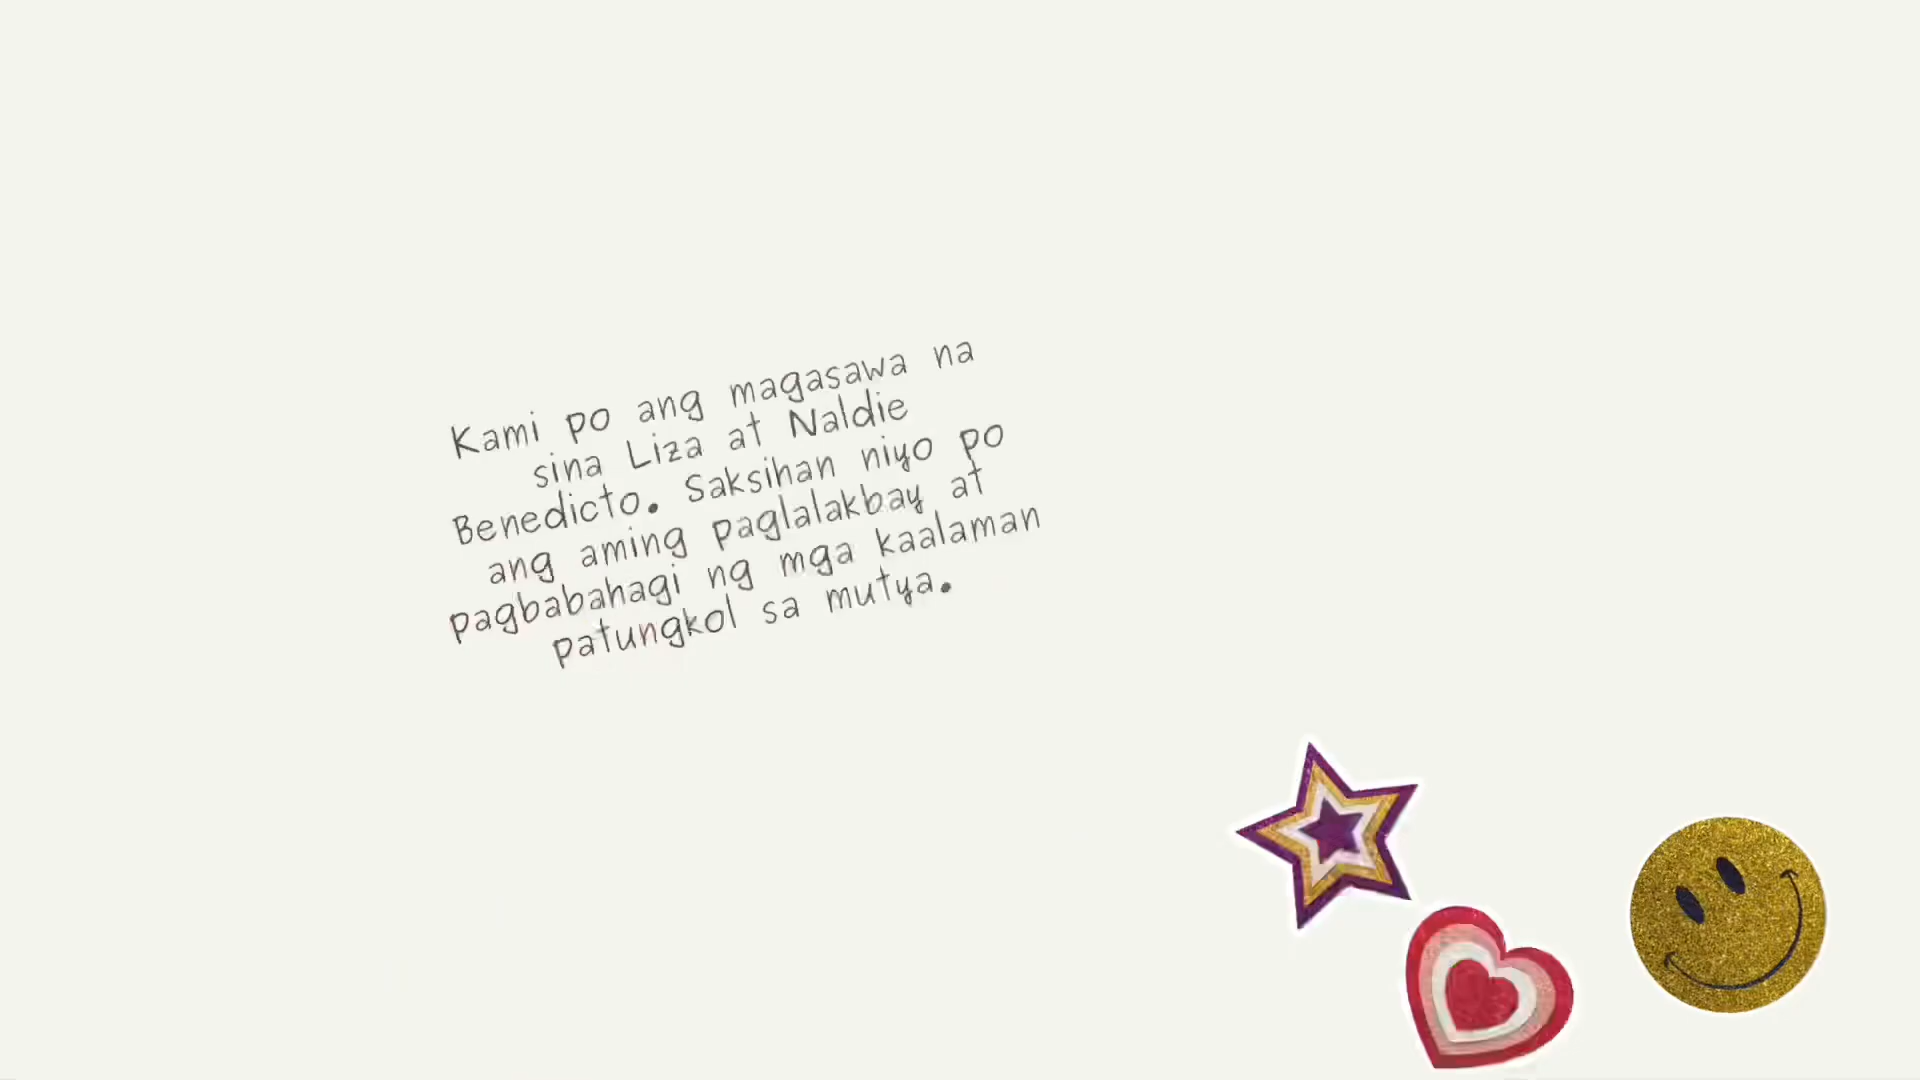 Kami po ang magasawa na
sina Liza at Naldie
Benedicto. Saksihan niyo po
ang aming paglalakbay at
pagbabahagi ng mga kaalaman
patungkol sa mutya.